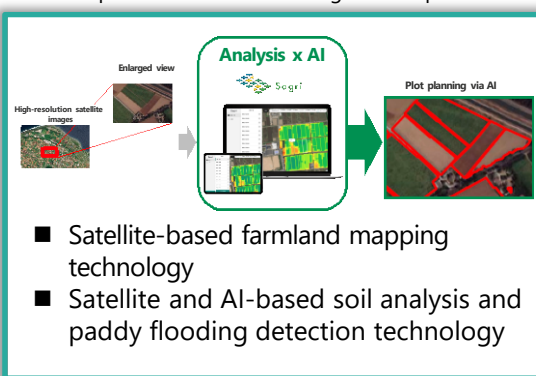 Enlarged view
High-resolution satellite
images
Analysis x AI
Sagri
Plot planning via AI
■ Satellite-based farmland mapping
technology
■ Satellite and AI-based soil analysis and
paddy flooding detection technology